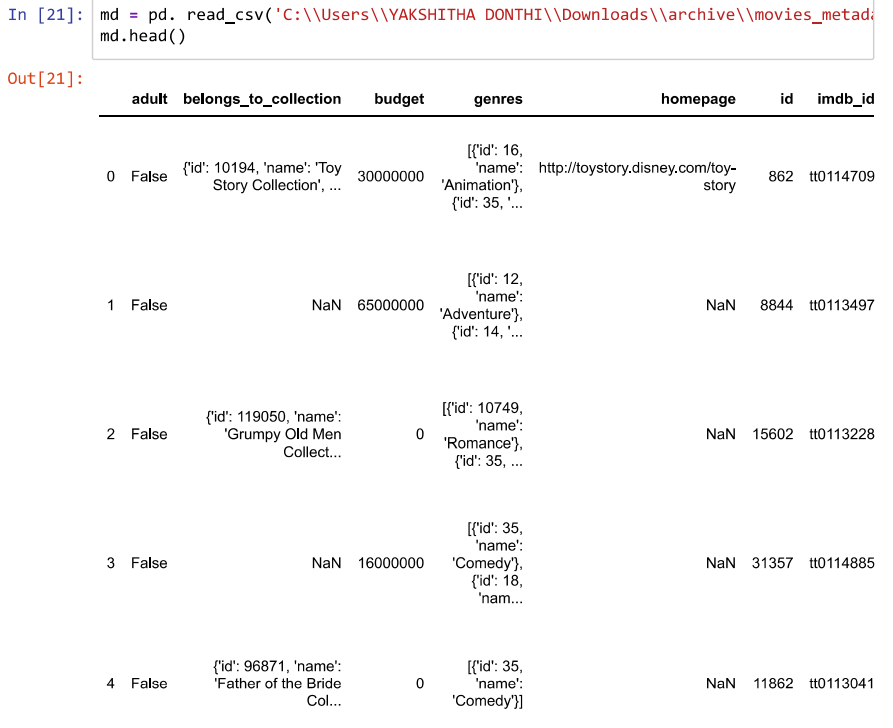 In [21]: md = pd. read_csv('C:\\Users\\YAKSHITHA DONTHI\\Downloads\\archive\\movies_metada
md.head()
Out[21]:
adult belongs_to_collection budget genres homepage id imdb_id
0 False {'id': 10194, 'name': 'Toy Story Collection', ... 30000000 [{'id': 16, 'name': 'Animation'}, {'id': 35, '... http://toystory.disney.com/toy-story 862 tt0114709
1 False NaN 65000000 [{'id': 12, 'name': 'Adventure'}, {'id': 14, '... NaN 8844 tt0113497
2 False {'id': 119050, 'name': 'Grumpy Old Men Collect... 0 [{'id': 10749, 'name': 'Romance'}, {'id': 35, ... NaN 15602 tt0113228
3 False NaN 16000000 [{'id': 35, 'name': 'Comedy'}, {'id': 18, 'nam... NaN 31357 tt0114885
4 False {'id': 96871, 'name': 'Father of the Bride Col... 0 [{'id': 35, 'name': 'Comedy'}] NaN 11862 tt0113041